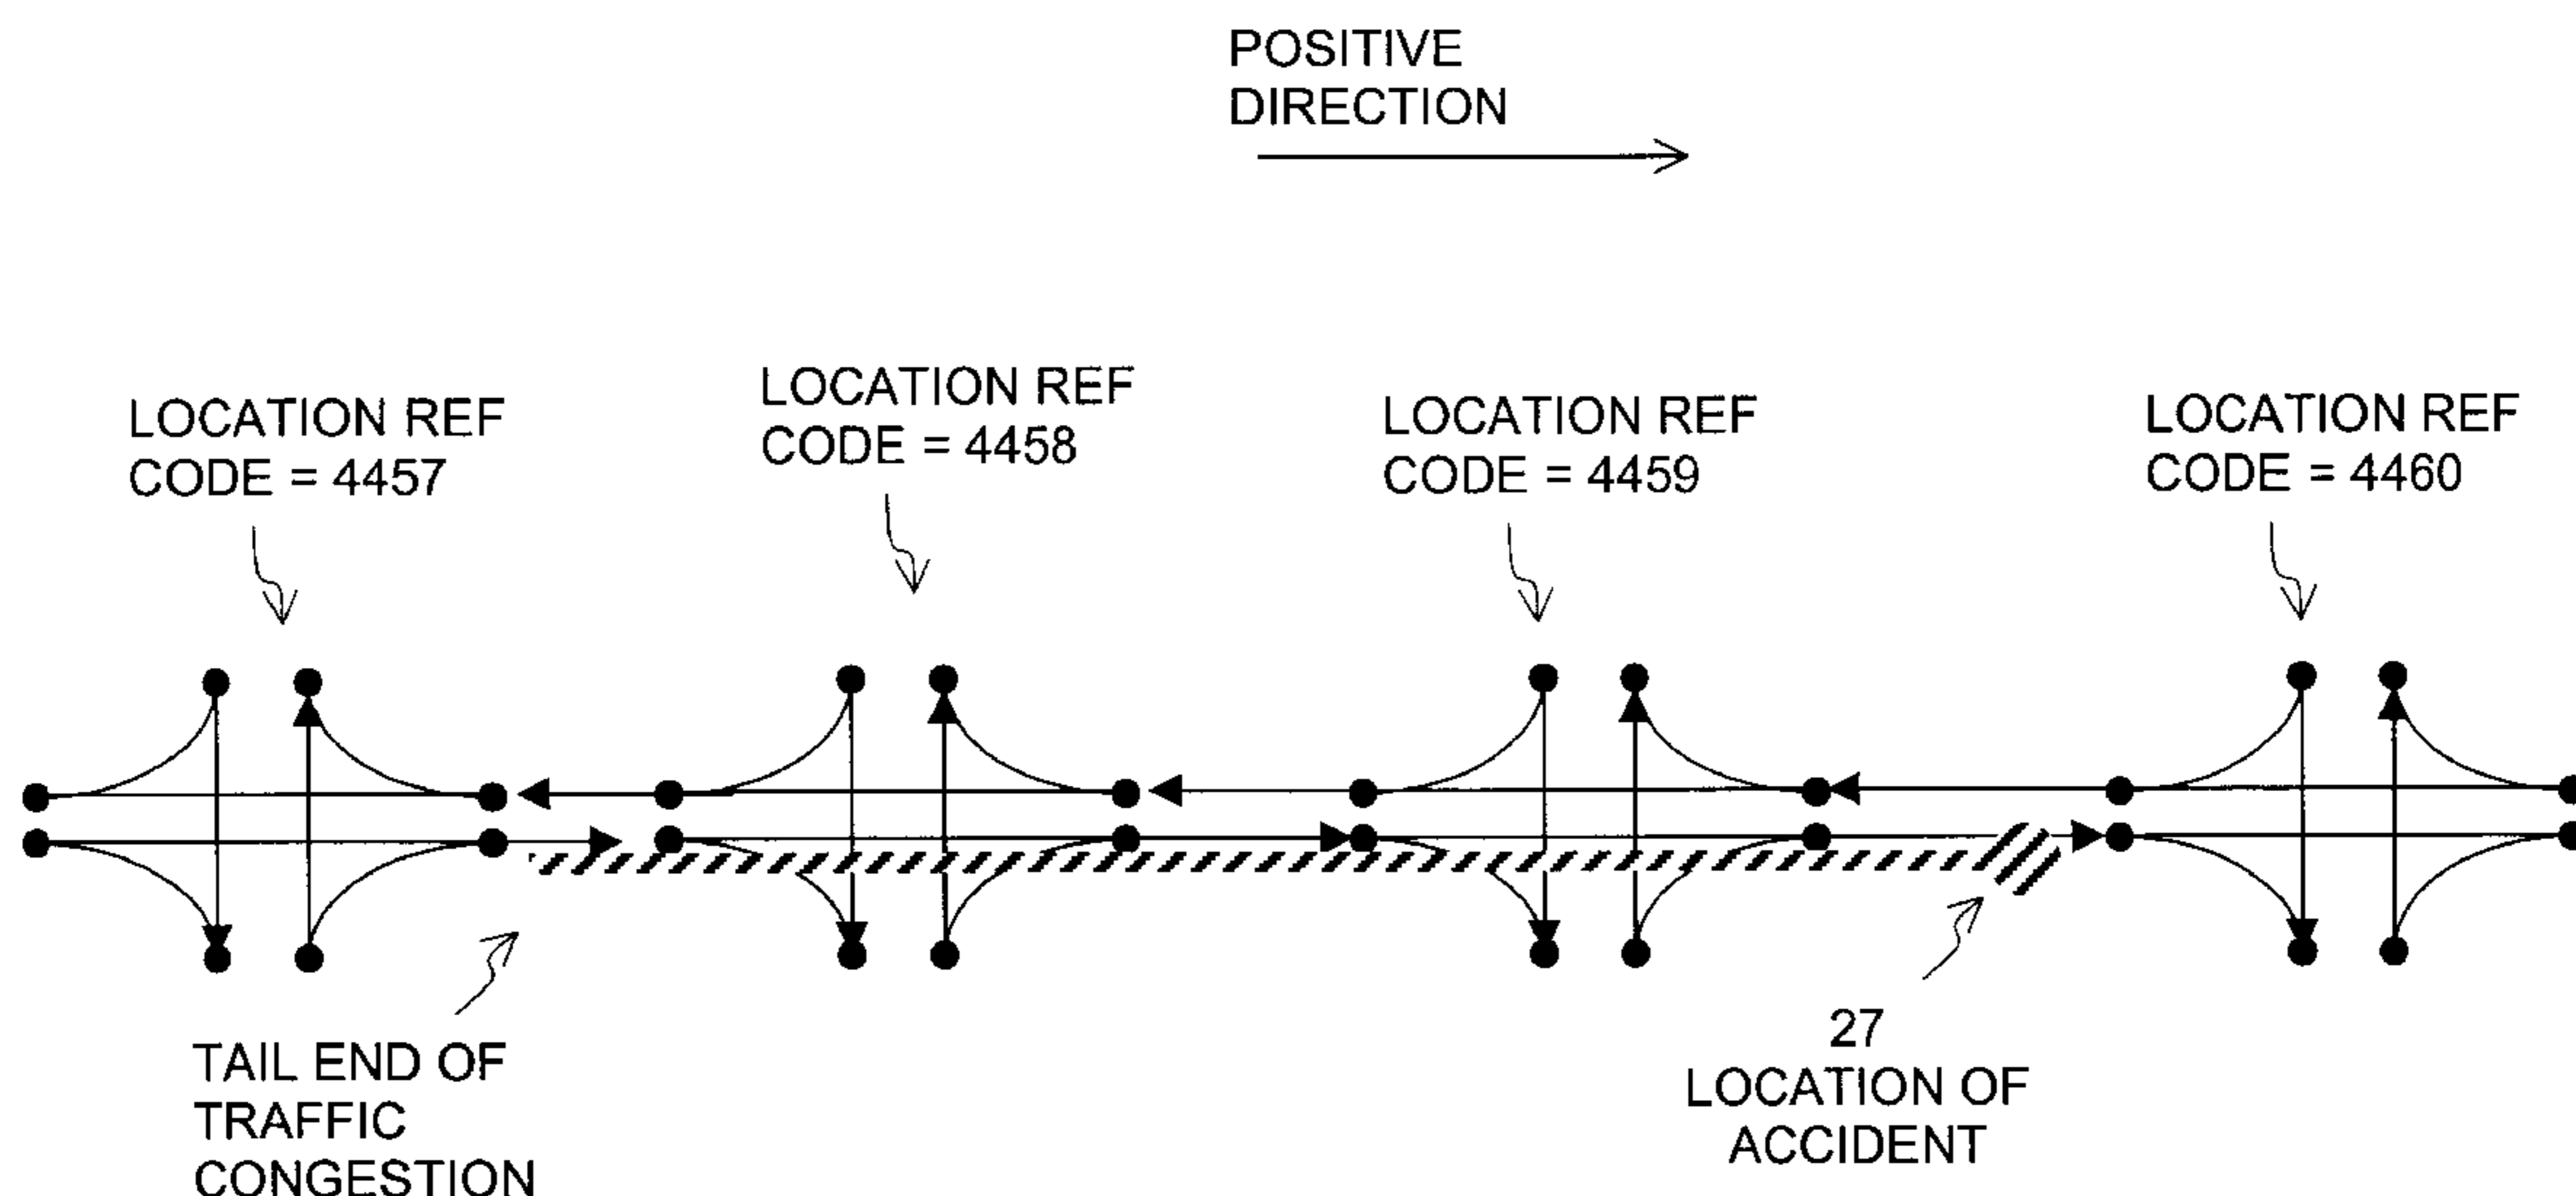 POSITIVE
DIRECTION
LOCATION REF
CODE = 4457
LOCATION REF
CODE = 4458
LOCATION REF
CODE = 4459
LOCATION REF
CODE = 4460
TAIL END OF
TRAFFIC
CONGESTION
27
LOCATION OF
ACCIDENT